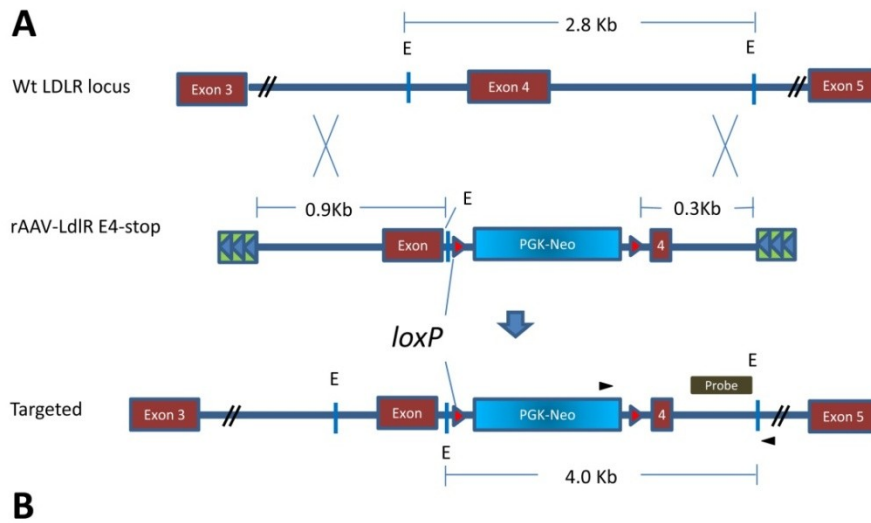 A
2.8 Kb
E E
Wt LDLR locus
Exon 3 Exon 4 Exon 5
0.9Kb E 0.3Kb
rAAV-LdlR E4-stop
Exon PGK-Neo 4
loxP
E E
Probe
Targeted
Exon 3 Exon PGK-Neo 4 Exon 5
E
4.0 Kb
B